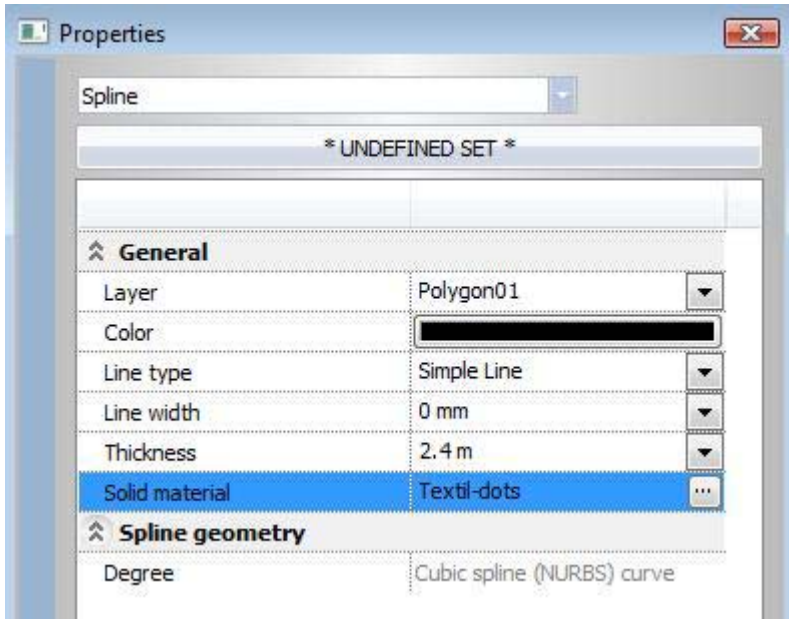 Properties
Spline
* UNDEFINED SET *
General
Layer Polygon01
Color
Line type Simple Line
Line width 0 mm
Thickness 2.4 m
Solid material Textil-dots ...
Spline geometry
Degree Cubic spline (NURBS) curve